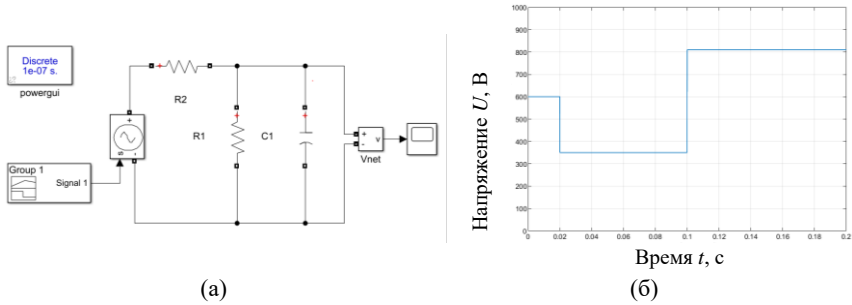 Discrete
1e-07 s.
powergui
R2
R1
C1
+
-
s
+
-
v
Vnet
Group 1
Signal 1
(а)
Напряжение U, В
1000
900
800
700
600
500
400
300
200
100
0
0 0.02 0.04 0.06 0.08 0.1 0.12 0.14 0.16 0.18 0.2
Время t, с
(б)